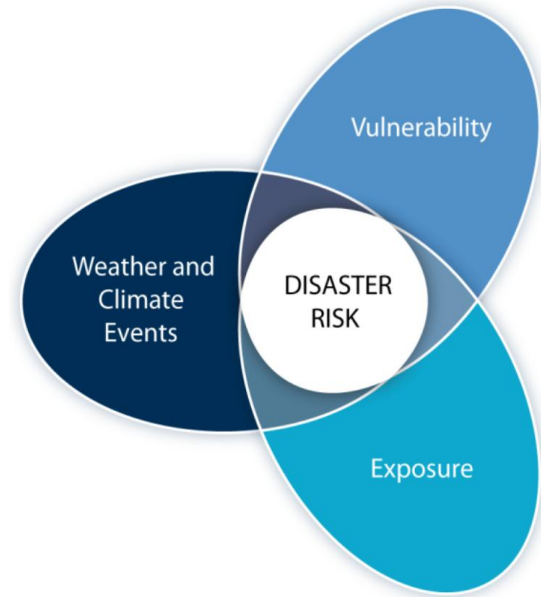 Vulnerability
Weather and
Climate
Events
DISASTER
RISK
Exposure